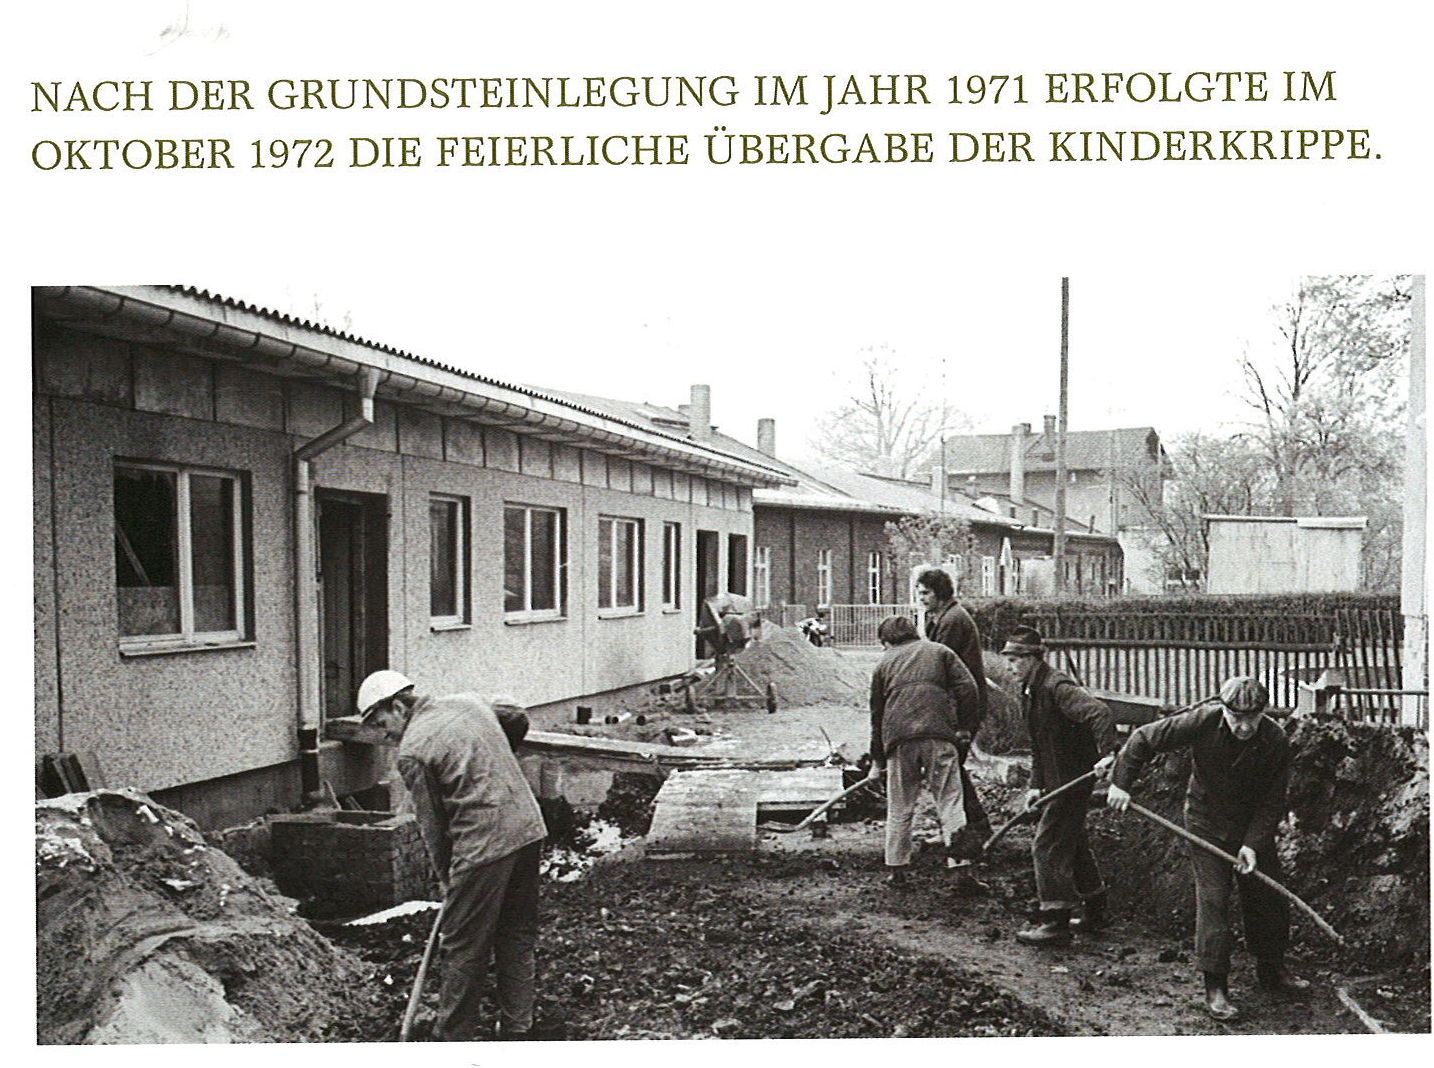 NACH DER GRUNDSTEINLEGUNG IM JAHR 1971 ERFOLGTE IM
OKTOBER 1972 DIE FEIERLICHE ÜBERGABE DER KINDERKRIPPE.